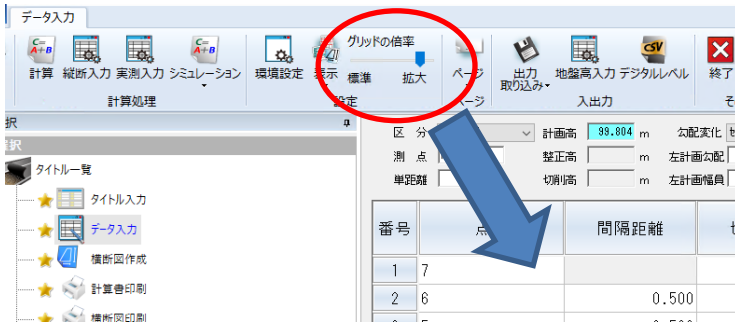 データ入力
計算
縦断入力
実測入力
シミュレーション
計算処理
環境設定
表示
グリッドの倍率
標準
拡大
設定
ページ
ページ
出力
取り込み
地盤高入力
CSV
デジタルレベル
入出力
終了
そ
択
選択
タイトル一覧
タイトル入力
データ入力
横断図作成
計算書印刷
横断図印刷
区 分
測 点
単距離
計画高 99.804 m
整正高 m
切削高 m
勾配変化
左計画勾配
左計画幅員
番号
点
間隔距離
1 7
2 6 0.500